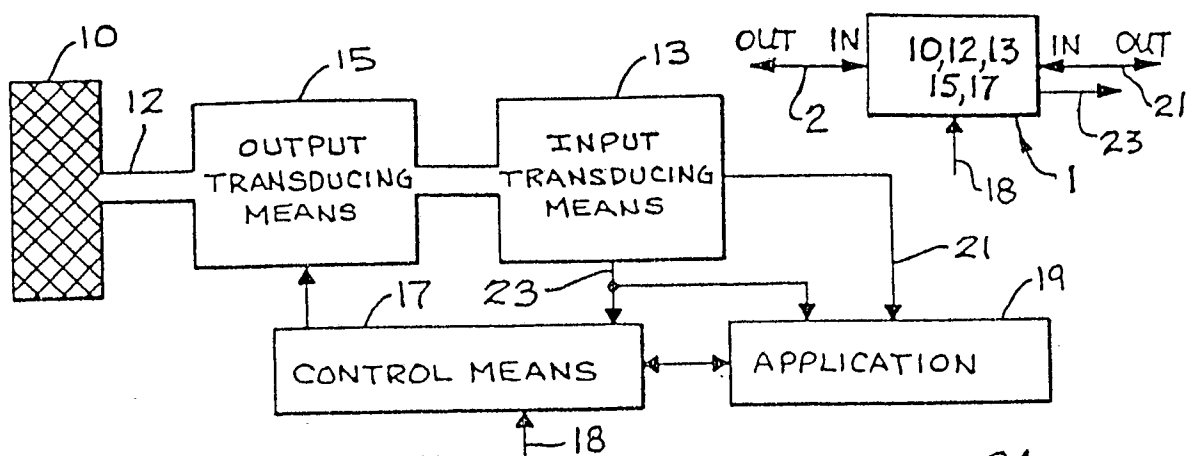 10
12
15
OUTPUT
TRANSDUCING
MEANS
13
INPUT
TRANSDUCING
MEANS
OUT IN
10,12,13
15,17
IN OUT
2
21
23
18
1
21
23
17
CONTROL MEANS
19
APPLICATION
18